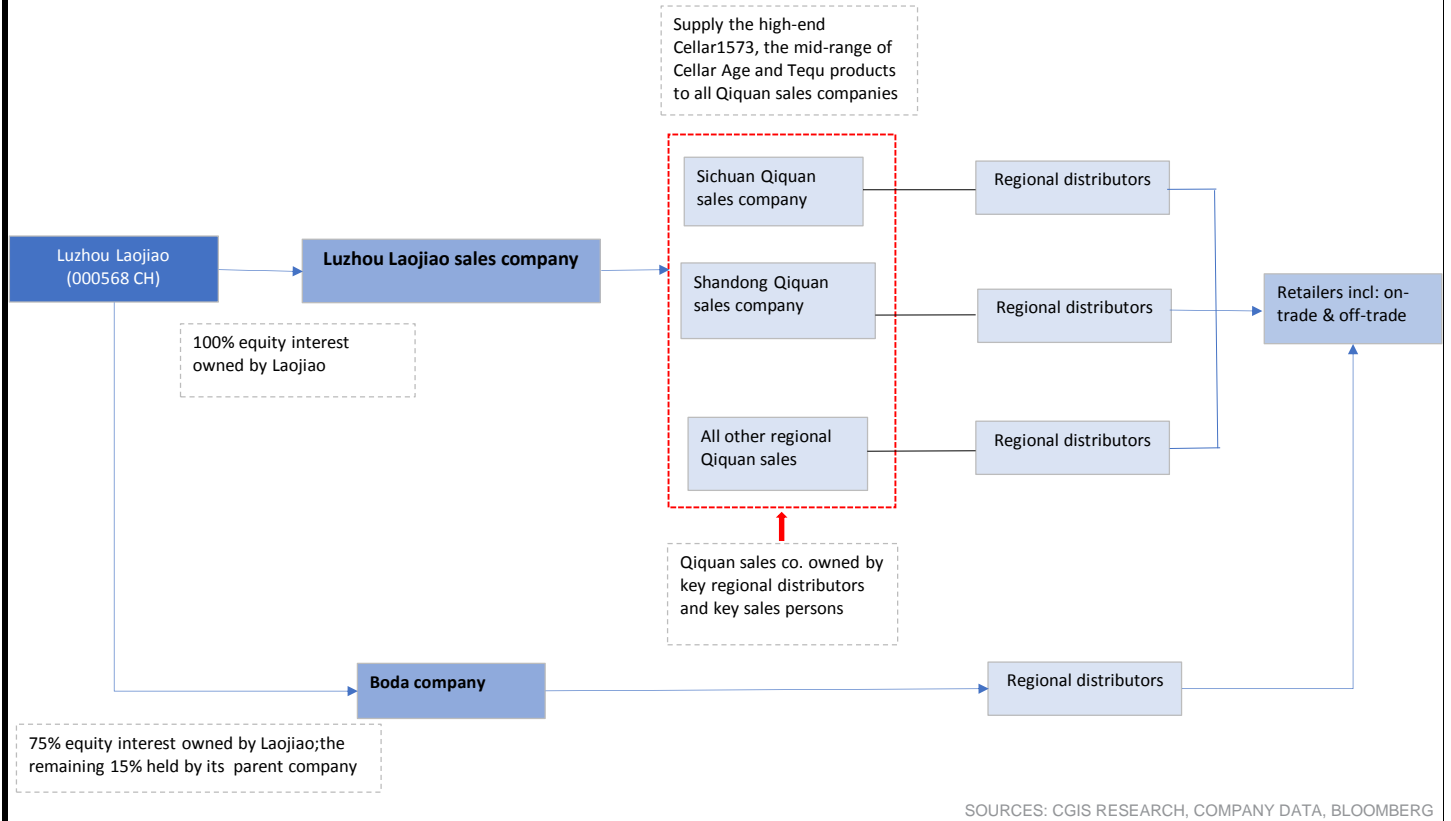 Supply the high-end
Cellar1573, the mid-range of
Cellar Age and Tequ products
to all Qiquan sales companies
Sichuan Qiquan
sales company
Regional distributors
Luzhou Laojiao
(000568 CH)
Luzhou Laojiao sales company
Shandong Qiquan
sales company
Regional distributors
Retailers incl: on-
trade & off-trade
100% equity interest
owned by Laojiao
All other regional
Qiquan sales
Regional distributors
Qiquan sales co. owned by
key regional distributors
and key sales persons
Boda company
Regional distributors
75% equity interest owned by Laojiao;the
remaining 15% held by its parent company
SOURCES: CGIS RESEARCH, COMPANY DATA, BLOOMBERG